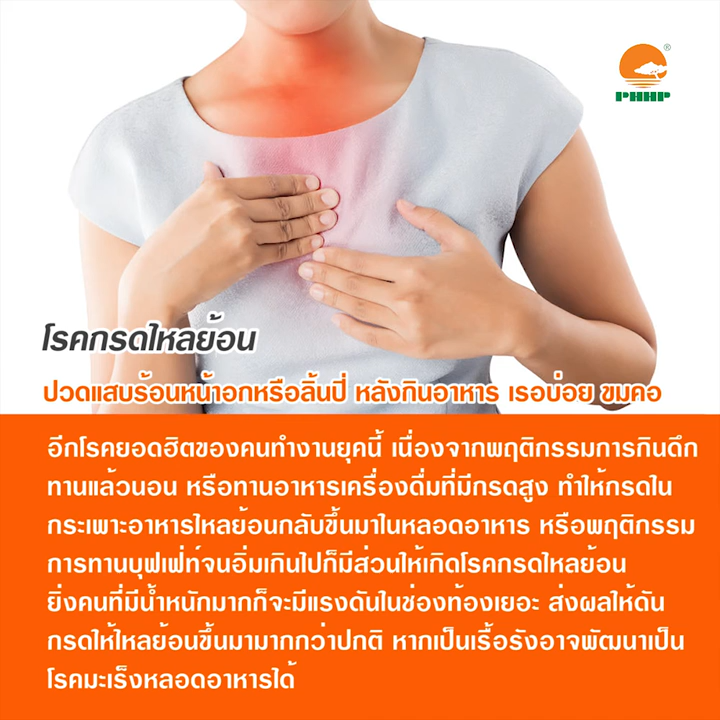 ®
PHHP
โรคกรดไหลย้อน
ปวดแสบร้อนหน้าอกหรือลิ้นปี่ หลังกินอาหาร เรอบ่อย ขมคอ
อีกโรคยอดฮิตของคนทำงานยุคนี้ เนื่องจากพฤติกรรมการกินดึก
ทานแล้วนอน หรือทานอาหารเครื่องดื่มที่มีกรดสูง ทำให้กรดใน
กระเพาะอาหารไหลย้อนกลับขึ้นมาในหลอดอาหาร หรือพฤติกรรม
การทานบุฟเฟ่ท์จนอิ่มเกินไปก็มีส่วนให้เกิดโรคกรดไหลย้อน
ยิ่งคนที่มีน้ำหนักมากก็จะมีแรงดันในช่องท้องเยอะ ส่งผลให้ดัน
กรดให้ไหลย้อนขึ้นมามากกว่าปกติ หากเป็นเรื้อรังอาจพัฒนาเป็น
โรคมะเร็งหลอดอาหารได้